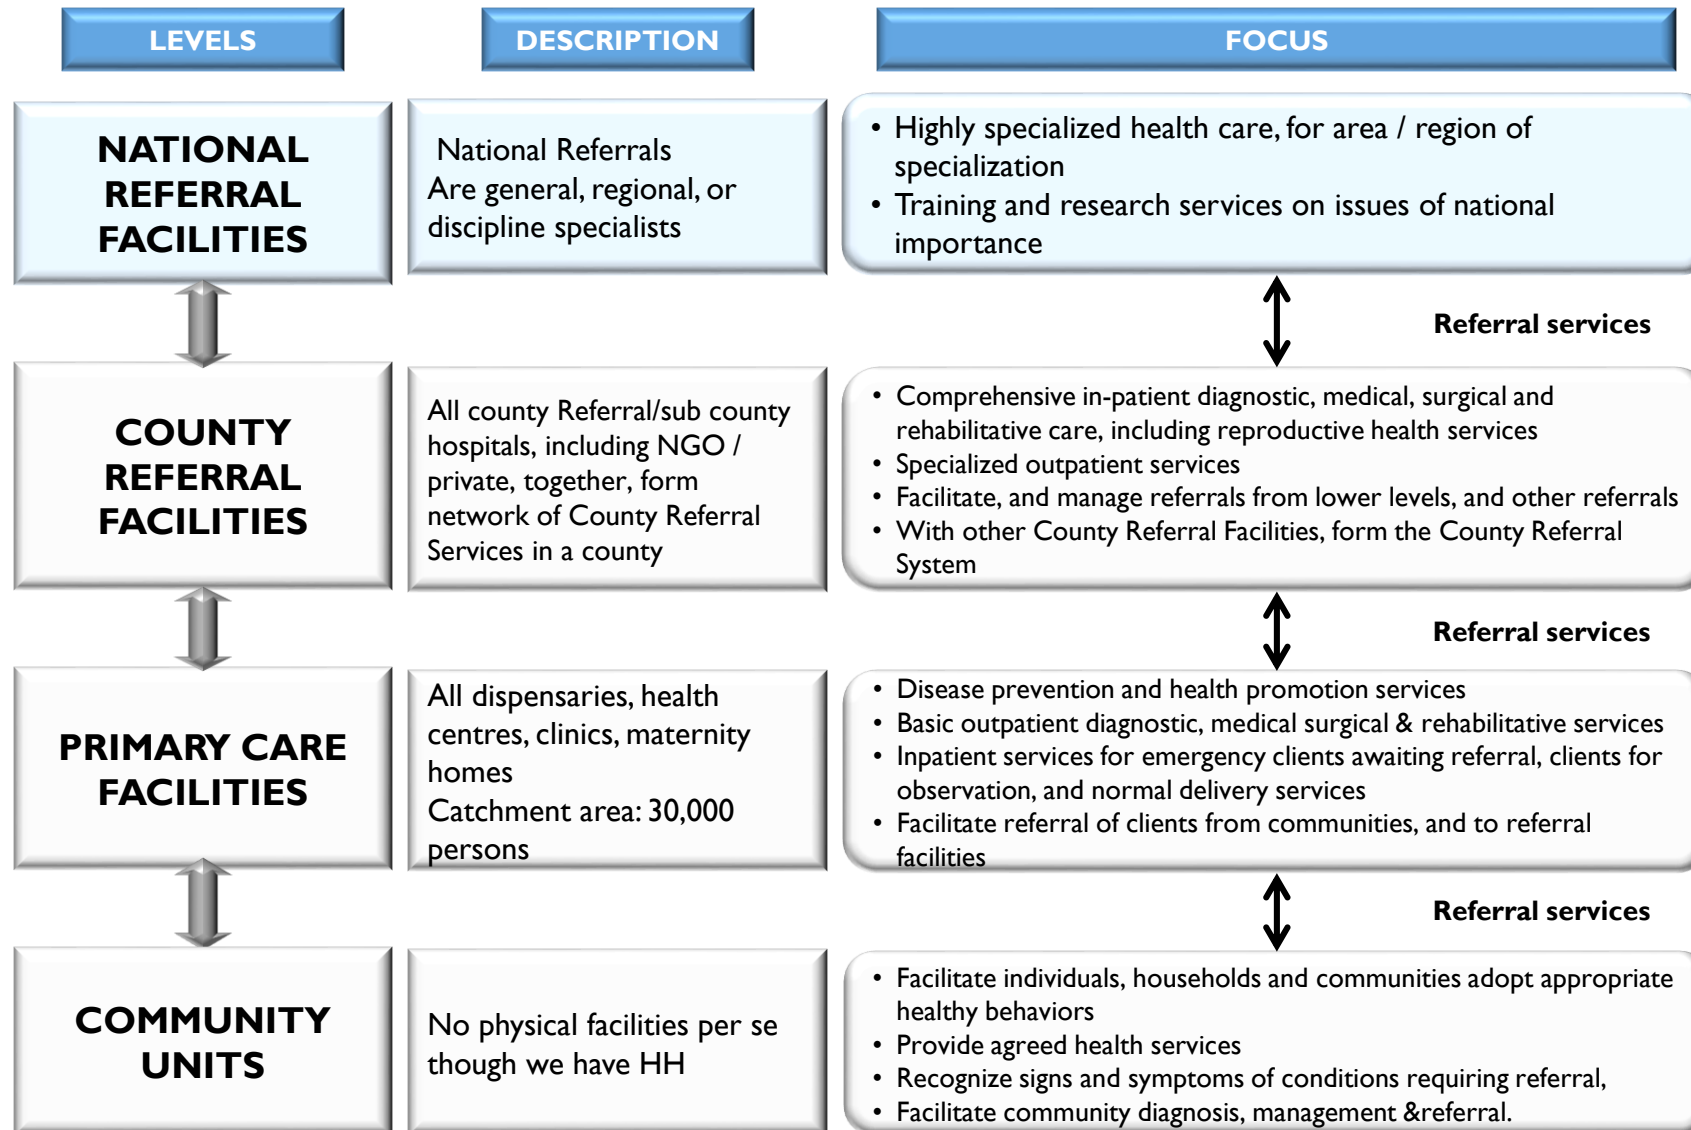 LEVELS
DESCRIPTION
FOCUS
NATIONAL
REFERRAL
FACILITIES
National Referrals
Are general, regional, or
discipline specialists
• Highly specialized health care, for area / region of
specialization
• Training and research services on issues of national
importance
Referral services
COUNTY
REFERRAL
FACILITIES
All county Referral/sub county
hospitals, including NGO /
private, together, form
network of County Referral
Services in a county
• Comprehensive in-patient diagnostic, medical, surgical and
rehabilitative care, including reproductive health services
• Specialized outpatient services
• Facilitate, and manage referrals from lower levels, and other referrals
• With other County Referral Facilities, form the County Referral
System
Referral services
PRIMARY CARE
FACILITIES
All dispensaries, health
centres, clinics, maternity
homes
Catchment area: 30,000
persons
• Disease prevention and health promotion services
• Basic outpatient diagnostic, medical surgical & rehabilitative services
• Inpatient services for emergency clients awaiting referral, clients for
observation, and normal delivery services
• Facilitate referral of clients from communities, and to referral
facilities
Referral services
COMMUNITY
UNITS
No physical facilities per se
though we have HH
• Facilitate individuals, households and communities adopt appropriate
healthy behaviors
• Provide agreed health services
• Recognize signs and symptoms of conditions requiring referral,
• Facilitate community diagnosis, management &referral.